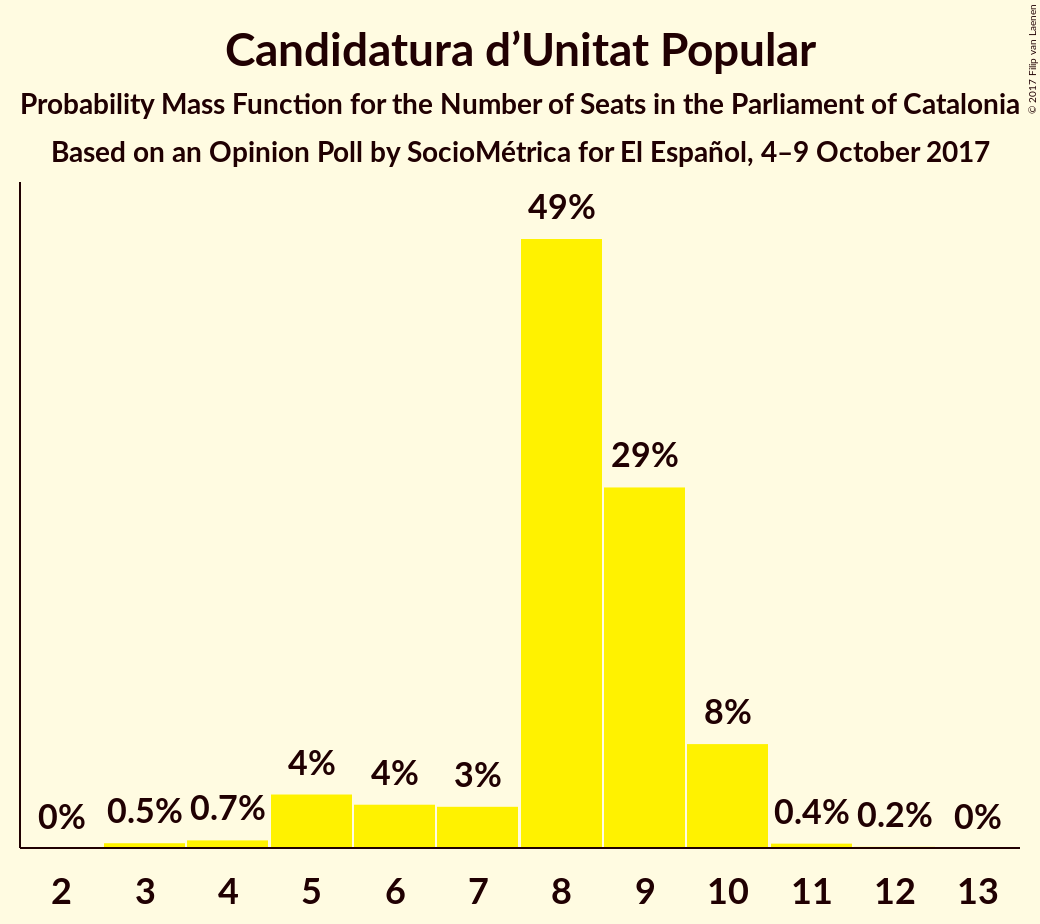 Candidatura d’Unitat Popular
Probability Mass Function for the Number of Seats in the Parliament of Catalonia
Based on an Opinion Poll by SocioMétrica for El Español, 4–9 October 2017
© 2017 Filip van Laenen
0% 0.5% 0.7% 4% 4% 3% 49% 29% 8% 0.4% 0.2% 0%
2 3 4 5 6 7 8 9 10 11 12 13